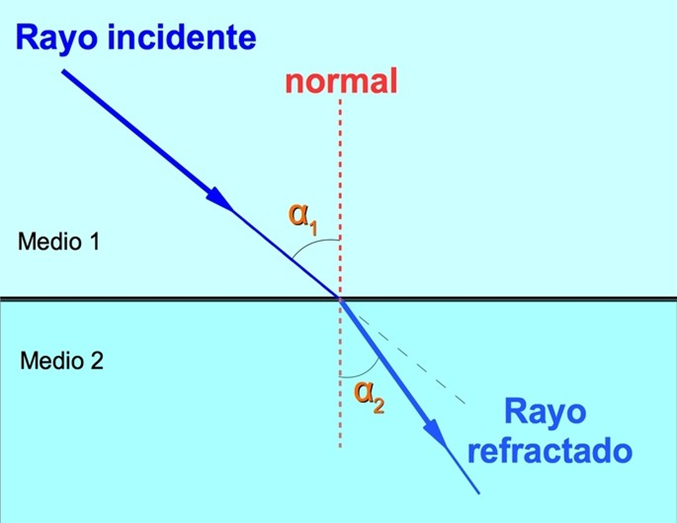 Rayo incidente
normal
α1
Medio 1
Medio 2
α2
Rayo
refractado